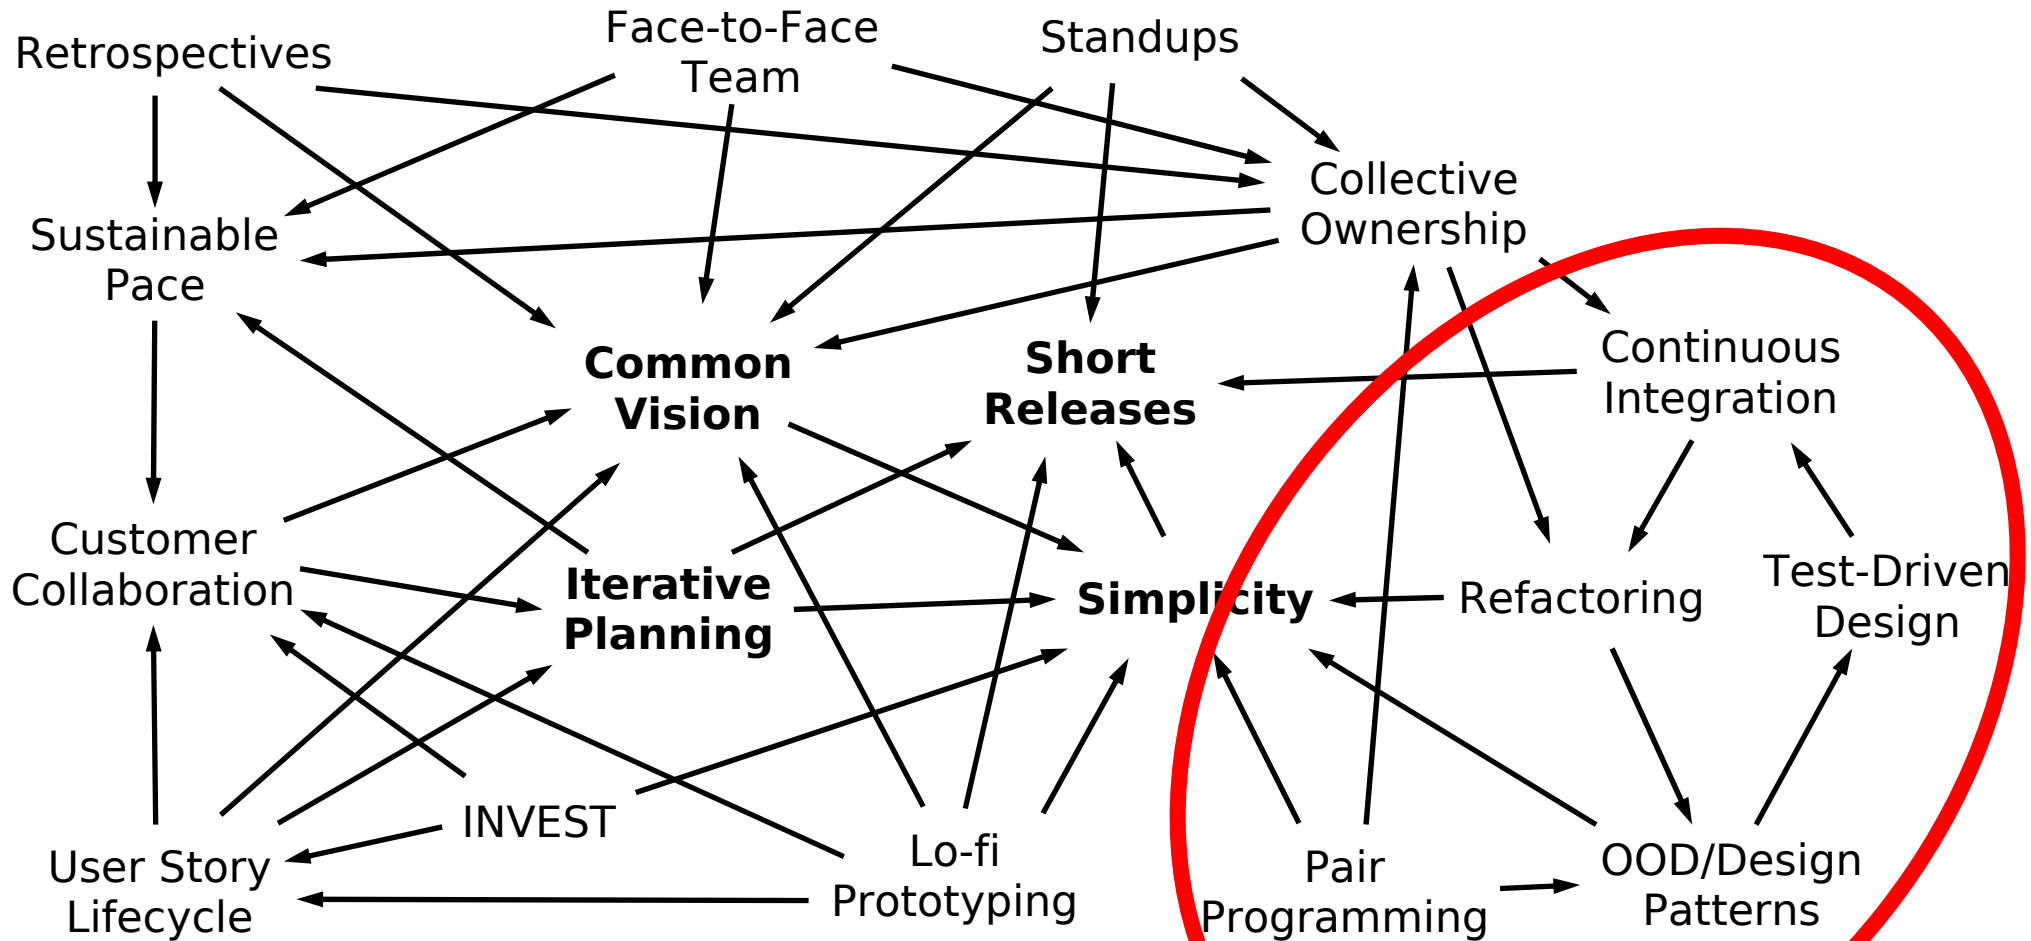 Retrospectives
Face-to-Face
Team
Standups
Collective
Ownership
Sustainable
Pace
Common
Vision
Short
Releases
Continuous
Integration
Customer
Collaboration
Iterative
Planning
Simplicity
Refactoring
Test-Driven
Design
INVEST
User Story
Lifecycle
Lo-fi
Prototyping
Pair
Programming
OOD/Design
Patterns